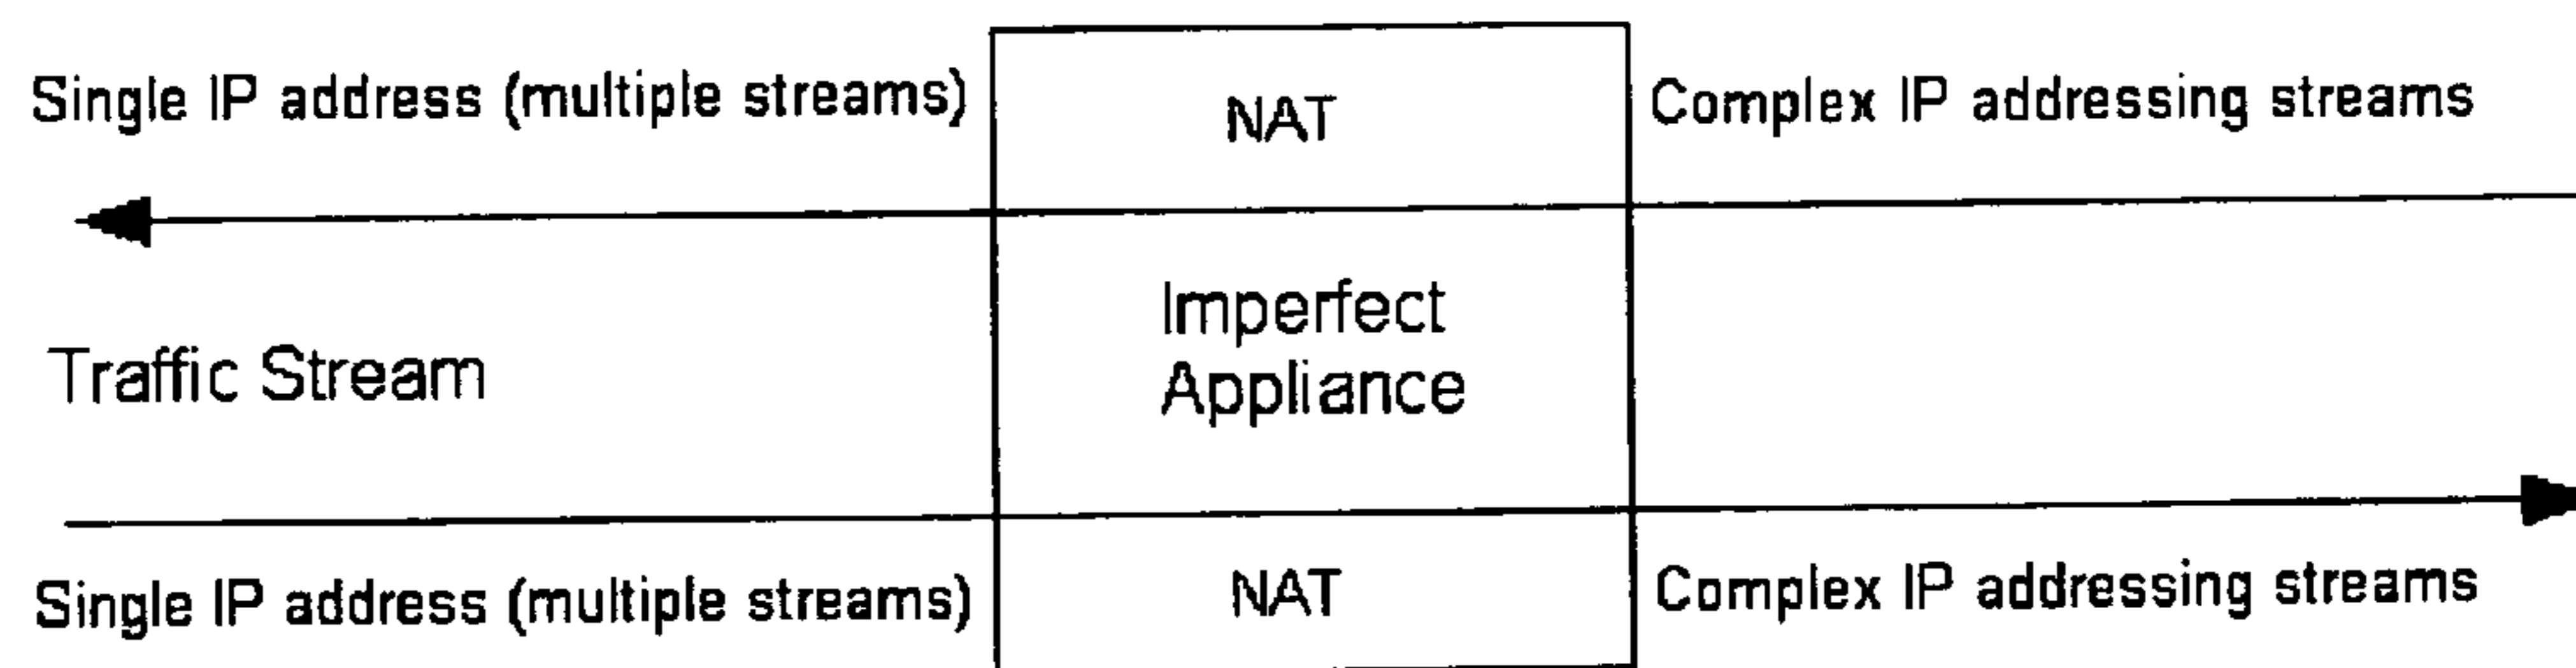 Single IP address (multiple streams)
NAT
Complex IP addressing streams
Imperfect
Appliance
Traffic Stream
Single IP address (multiple streams)
NAT
Complex IP addressing streams